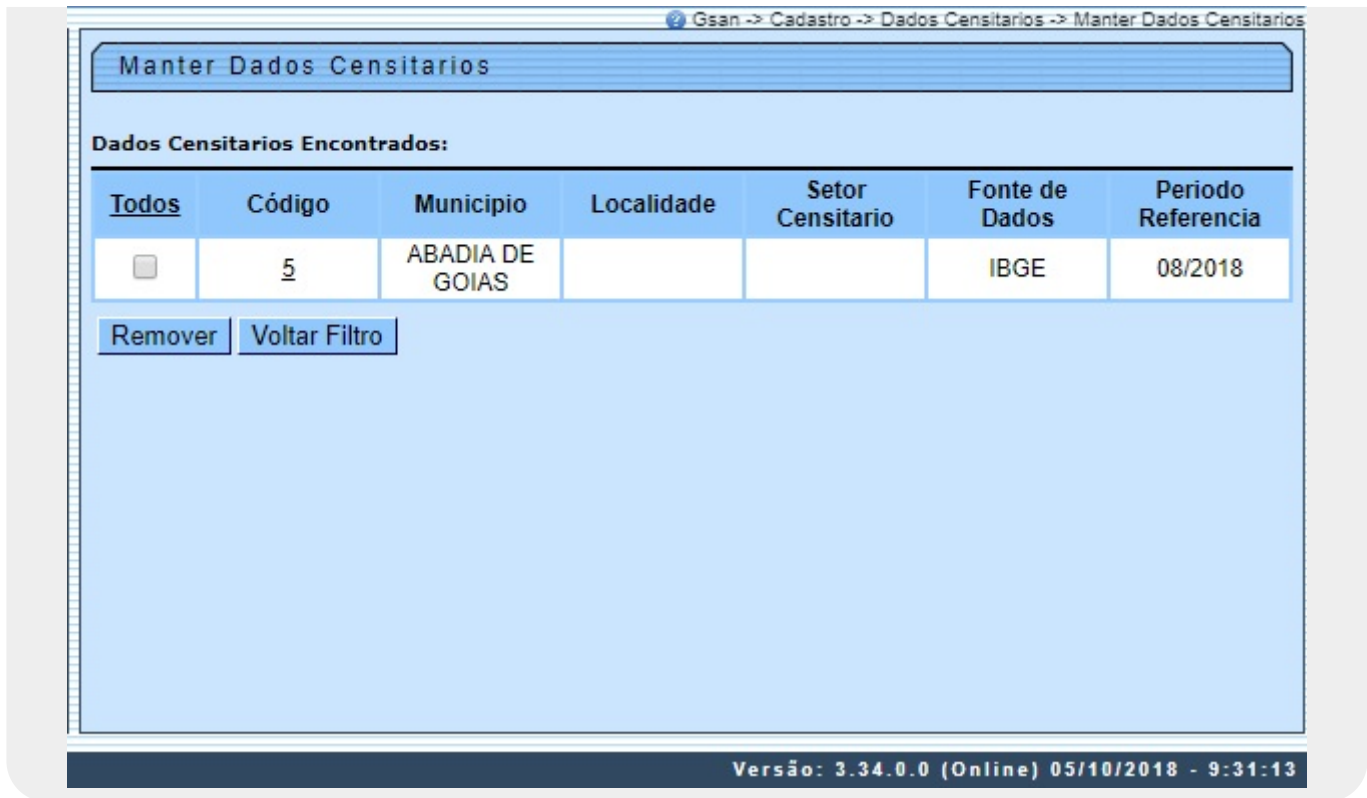 Gsan -> Cadastro -> Dados Censitarios -> Manter Dados Censitarios
Manter Dados Censitarios
Dados Censitarios Encontrados:
Todos Código Municipio Localidade Setor Censitario Fonte de Dados Periodo Referencia
5 ABADIA DE GOIAS IBGE 08/2018
Remover Voltar Filtro
Versão: 3.34.0.0 (Online) 05/10/2018 - 9:31:13